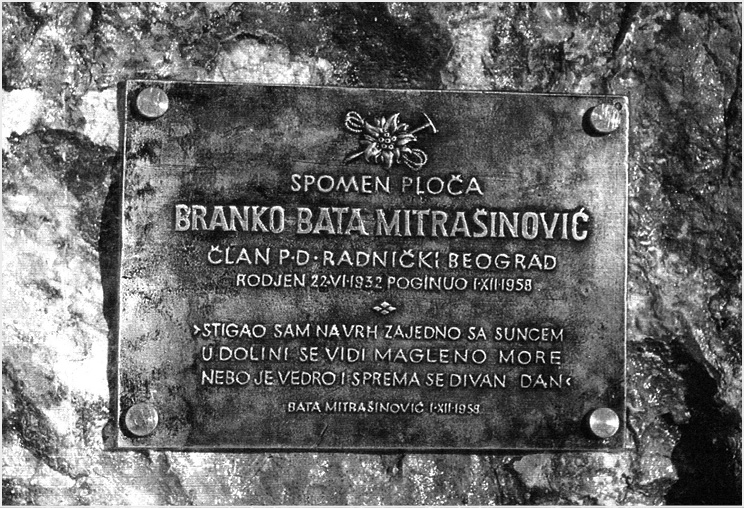 SPOMEN PLOČA
BRANKO BATA MITRAŠINOVIĆ
ČLAN P·D·RADNIČKI BEOGRAD
RODJEN 22·VI·1932 POGINUO 1·XII·1958.
›STIGAO SAM NA VRH ZAJEDNO SA SUNCEM
U DOLINI SE VIDI MAGLENO MORE
NEBO JE VEDRO I SPREMA SE DIVAN DAN‹
BATA MITRAŠINOVIĆ 1·XII·1958